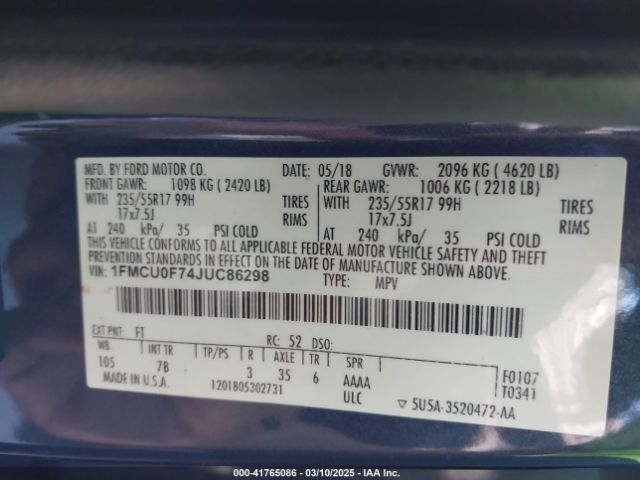 MFD. BY FORD MOTOR CO. DATE: 05/18 GVWR: 2096 KG ( 4620 LB)
FRONT GAWR: 1098 KG ( 2420 LB) REAR GAWR: 1006 KG ( 2218 LB)
WITH 235/55R17 99H TIRES WITH 235/55R17 99H TIRES
17x7.5J RIMS 17x7.5J RIMS
AT 240 kPa/ 35 PSI COLD AT 240 kPa/ 35 PSI COLD
THIS VEHICLE CONFORMS TO ALL APPLICABLE FEDERAL MOTOR VEHICLE SAFETY AND THEFT
PREVENTION STANDARDS IN EFFECT ON THE DATE OF MANUFACTURE SHOWN ABOVE.
VIN: 1FMCU0F74JUC86298 TYPE: MPV
EXT PNT: FT RC: 52 DSO:
WB INT TR TP/PS R AXLE TR SPR
105 7B 3 35 6 AAAA F0107
MADE IN U.S.A. 1201805302731 ULC T0341
▽ 5U5A-3520472-AA
000-41765086 - 03/10/2025 - IAA Inc.